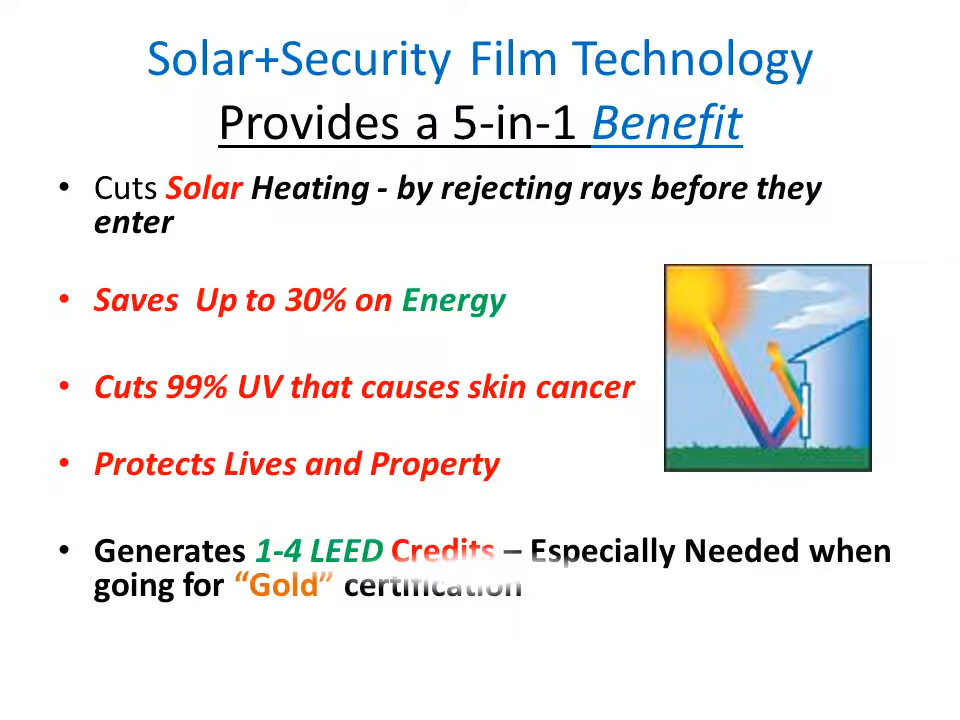 Solar+Security Film Technology
Provides a 5-in-1 Benefit
• Cuts Solar Heating - by rejecting rays before they
enter
• Saves Up to 30% on Energy
• Cuts 99% UV that causes skin cancer
• Protects Lives and Property
• Generates 1-4 LEED Credits – Especially Needed when
going for “Gold” certification